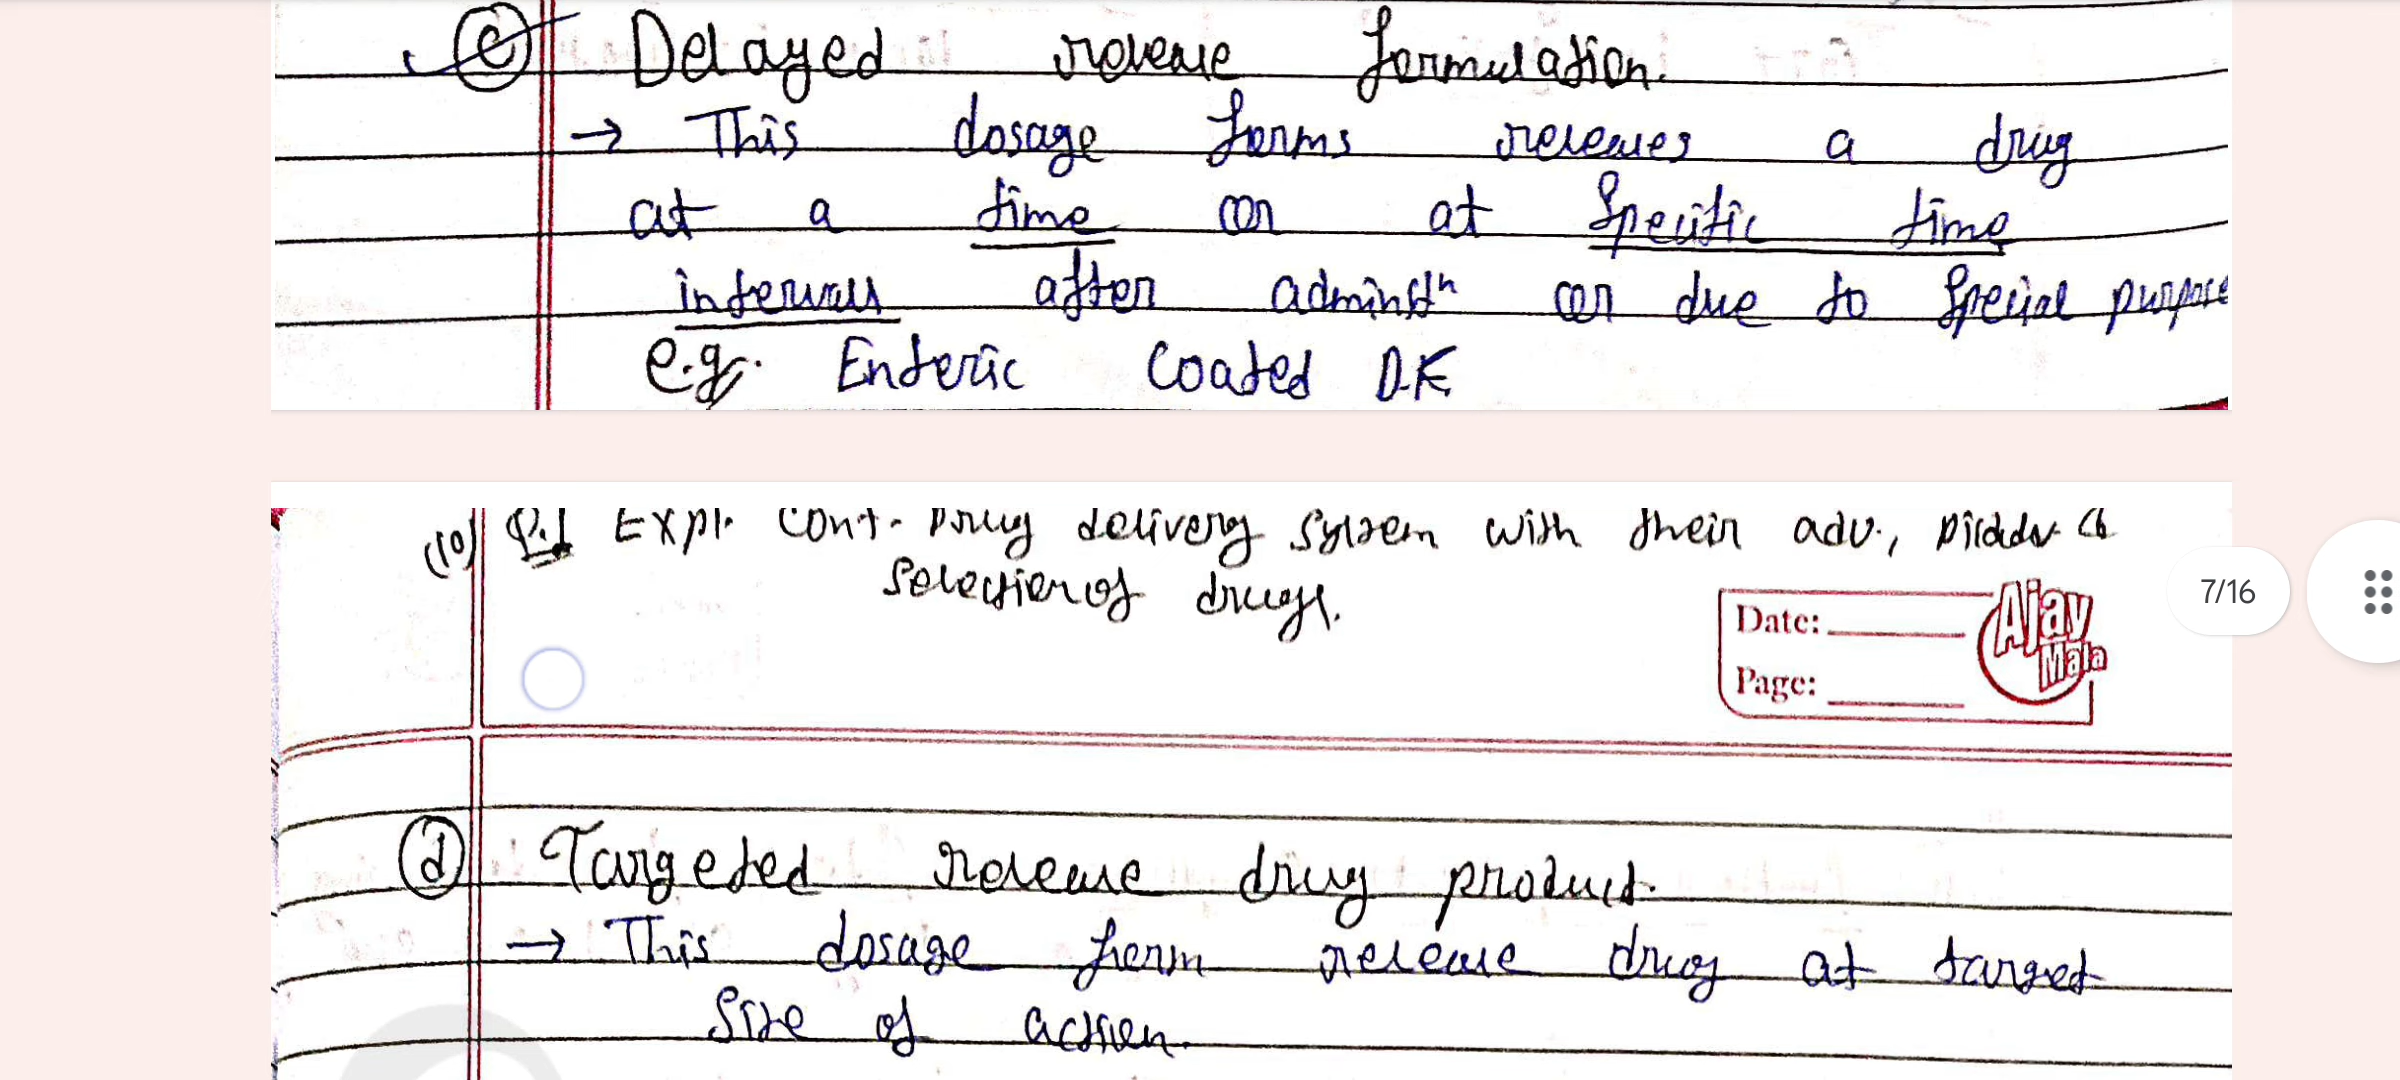 (c) Delayed release formulation.
→ This dosage forms releases a drug
at a time or at specific time
intervals after adminstn or due to special purpose
e.g. Enteric coated D.F.
(10) Q.1 Expl. cont. Drug delivery system with their adv., Disadv. &
selection of drugs.
Date:
Ajay
Mala
Page:
7/16
(d) Targeted release drug product.
→ This dosage form release drug at target
site of action.